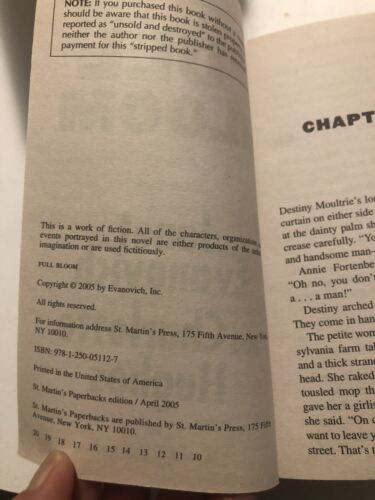 NOTE: If you purchased this book without a
should be aware that this book is stolen
reported as "unsold and destroyed" to the
neither the author nor the publisher has
payment for this "stripped book."
This is a work of fiction. All of the characters, organizations,
events portrayed in this novel are either products of the
imagination or are used fictitiously.
FULL BLOOM
Copyright © 2005 by Evanovich, Inc.
All rights reserved.
For information address St. Martin's Press, 175 Fifth Avenue, New York,
NY 10010.
ISBN: 978-1-250-05112-7
Printed in the United States of America
St. Martin's Paperbacks edition / April 2005
St. Martin's Paperbacks are published by St. Martin's Press, 175 Fifth
Avenue, New York, NY 10010.
20 19 18 17 16 15 14 13 12 11 10
CHAPT
Destiny Moultrie's
curtain on either side
at the dainty palm
crease carefully. "Ye
and handsome man–
Annie Fortenbe
"Oh no, you don'
a . . . a man!"
Destiny arched
They come in han
The petite wom
sylvania farm tab
and a thick stran
head. She raked
tousled mop tha
gave her a girlis
she said. "On c
want to leave y
street. That's t